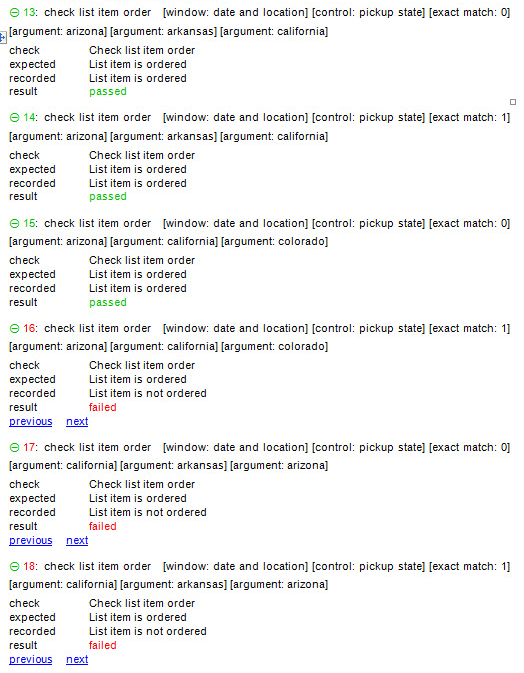 13: check list item order [window: date and location] [control: pickup state] [exact match: 0]
[argument: arizona] [argument: arkansas] [argument: california]
check Check list item order
expected List item is ordered
recorded List item is ordered
result passed
14: check list item order [window: date and location] [control: pickup state] [exact match: 1]
[argument: arizona] [argument: arkansas] [argument: california]
check Check list item order
expected List item is ordered
recorded List item is ordered
result passed
15: check list item order [window: date and location] [control: pickup state] [exact match: 0]
[argument: arizona] [argument: california] [argument: colorado]
check Check list item order
expected List item is ordered
recorded List item is ordered
result passed
16: check list item order [window: date and location] [control: pickup state] [exact match: 1]
[argument: arizona] [argument: california] [argument: colorado]
check Check list item order
expected List item is ordered
recorded List item is not ordered
result failed
previous next
17: check list item order [window: date and location] [control: pickup state] [exact match: 0]
[argument: california] [argument: arkansas] [argument: arizona]
check Check list item order
expected List item is ordered
recorded List item is not ordered
result failed
previous next
18: check list item order [window: date and location] [control: pickup state] [exact match: 1]
[argument: california] [argument: arkansas] [argument: arizona]
check Check list item order
expected List item is ordered
recorded List item is not ordered
result failed
previous next